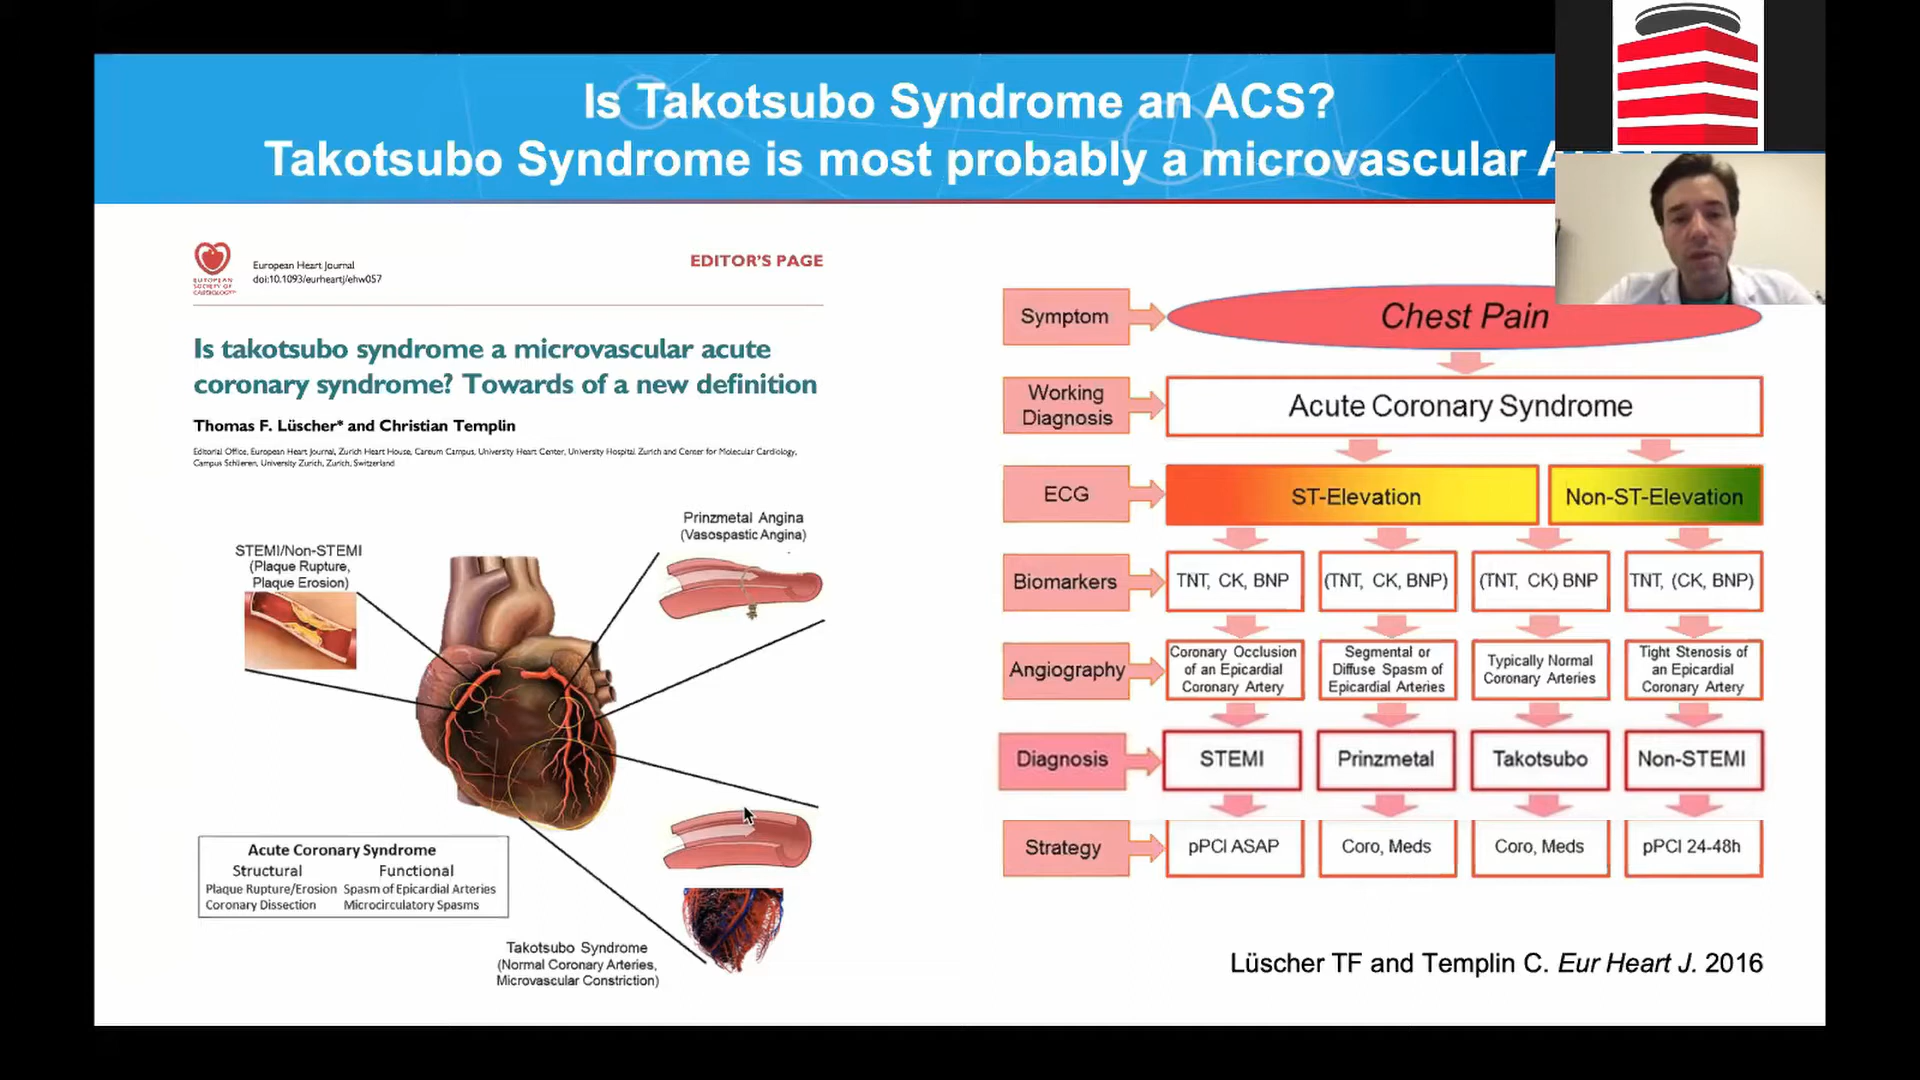 Is Takotsubo Syndrome an ACS?
Takotsubo Syndrome is most probably a microvascular
EUROPEAN
SOCIETY OF
CARDIOLOGY
European Heart Journal
doi:10.1093/eurheartj/ehw057
EDITOR'S PAGE
Is takotsubo syndrome a microvascular acute
coronary syndrome? Towards of a new definition
Thomas F. Lüscher* and Christian Templin
Editorial Office, European Heart Journal, Zurich Heart House, Careum Campus, University Heart Center, University Hospital Zurich and Center for Molecular Cardiology,
Campus Schlieren, University Zurich, Zurich, Switzerland
STEMI/Non-STEMI
(Plaque Rupture,
Plaque Erosion)
Prinzmetal Angina
(Vasospastic Angina)
Acute Coronary Syndrome
Structural Functional
Plaque Rupture/Erosion Spasm of Epicardial Arteries
Coronary Dissection Microcirculatory Spasms
Takotsubo Syndrome
(Normal Coronary Arteries,
Microvascular Constriction)
Symptom
Chest Pain
Working
Diagnosis
Acute Coronary Syndrome
ECG
ST-Elevation
Non-ST-Elevation
Biomarkers
TNT, CK, BNP
(TNT, CK, BNP)
(TNT, CK) BNP
TNT, (CK, BNP)
Angiography
Coronary Occlusion
of an Epicardial
Coronary Artery
Segmental or
Diffuse Spasm of
Epicardial Arteries
Typically Normal
Coronary Arteries
Tight Stenosis of
an Epicardial
Coronary Artery
Diagnosis
STEMI
Prinzmetal
Takotsubo
Non-STEMI
Strategy
pPCI ASAP
Coro, Meds
Coro, Meds
pPCI 24-48h
Lüscher TF and Templin C. Eur Heart J. 2016